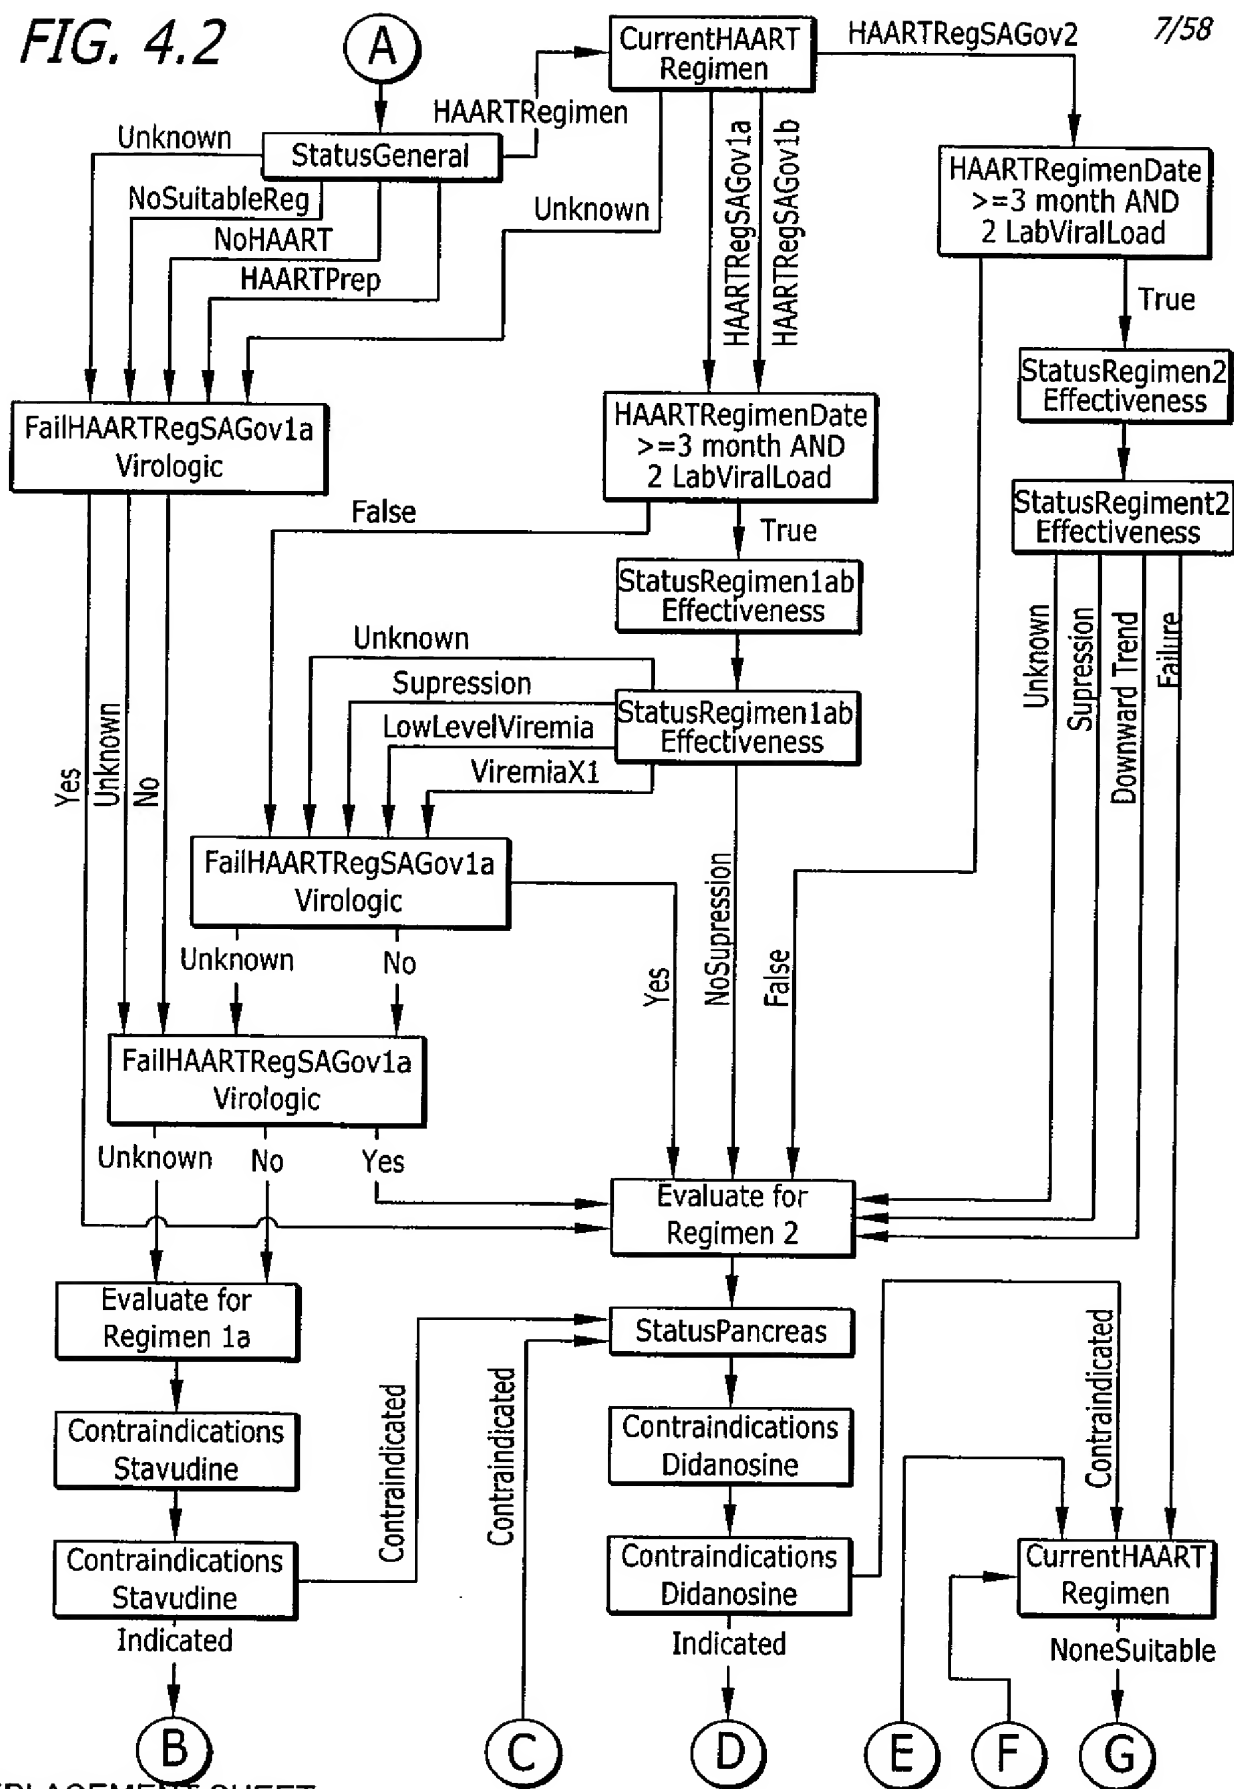 FIG. 4.2
7/58
A
CurrentHAART
Regimen
HAARTRegSAGov2
HAARTRegimen
Unknown
StatusGeneral
NoSuitableReg
NoHAART
HAARTPrep
Unknown
HAARTRegSAGov1a
HAARTRegSAGov1b
HAARTRegimenDate
>=3 month AND
2 LabViralLoad
True
StatusRegimen2
Effectiveness
FailHAARTRegSAGov1a
Virologic
HAARTRegimenDate
>=3 month AND
2 LabViralLoad
StatusRegiment2
Effectiveness
False
True
StatusRegimen1ab
Effectiveness
Unknown
Supression
Downward Trend
Failure
Unknown
Supression
LowLevelViremia
ViremiaX1
StatusRegimen1ab
Effectiveness
Yes
Unknown
No
FailHAARTRegSAGov1a
Virologic
Unknown
No
Yes
NoSupression
False
FailHAARTRegSAGov1a
Virologic
Unknown
No
Yes
Evaluate for
Regimen 2
Evaluate for
Regimen 1a
StatusPancreas
Contraindicated
Contraindicated
Contraindicated
Contraindications
Stavudine
Contraindications
Didanosine
Contraindications
Stavudine
Contraindications
Didanosine
CurrentHAART
Regimen
Indicated
Indicated
NoneSuitable
B
C
D
E
F
G